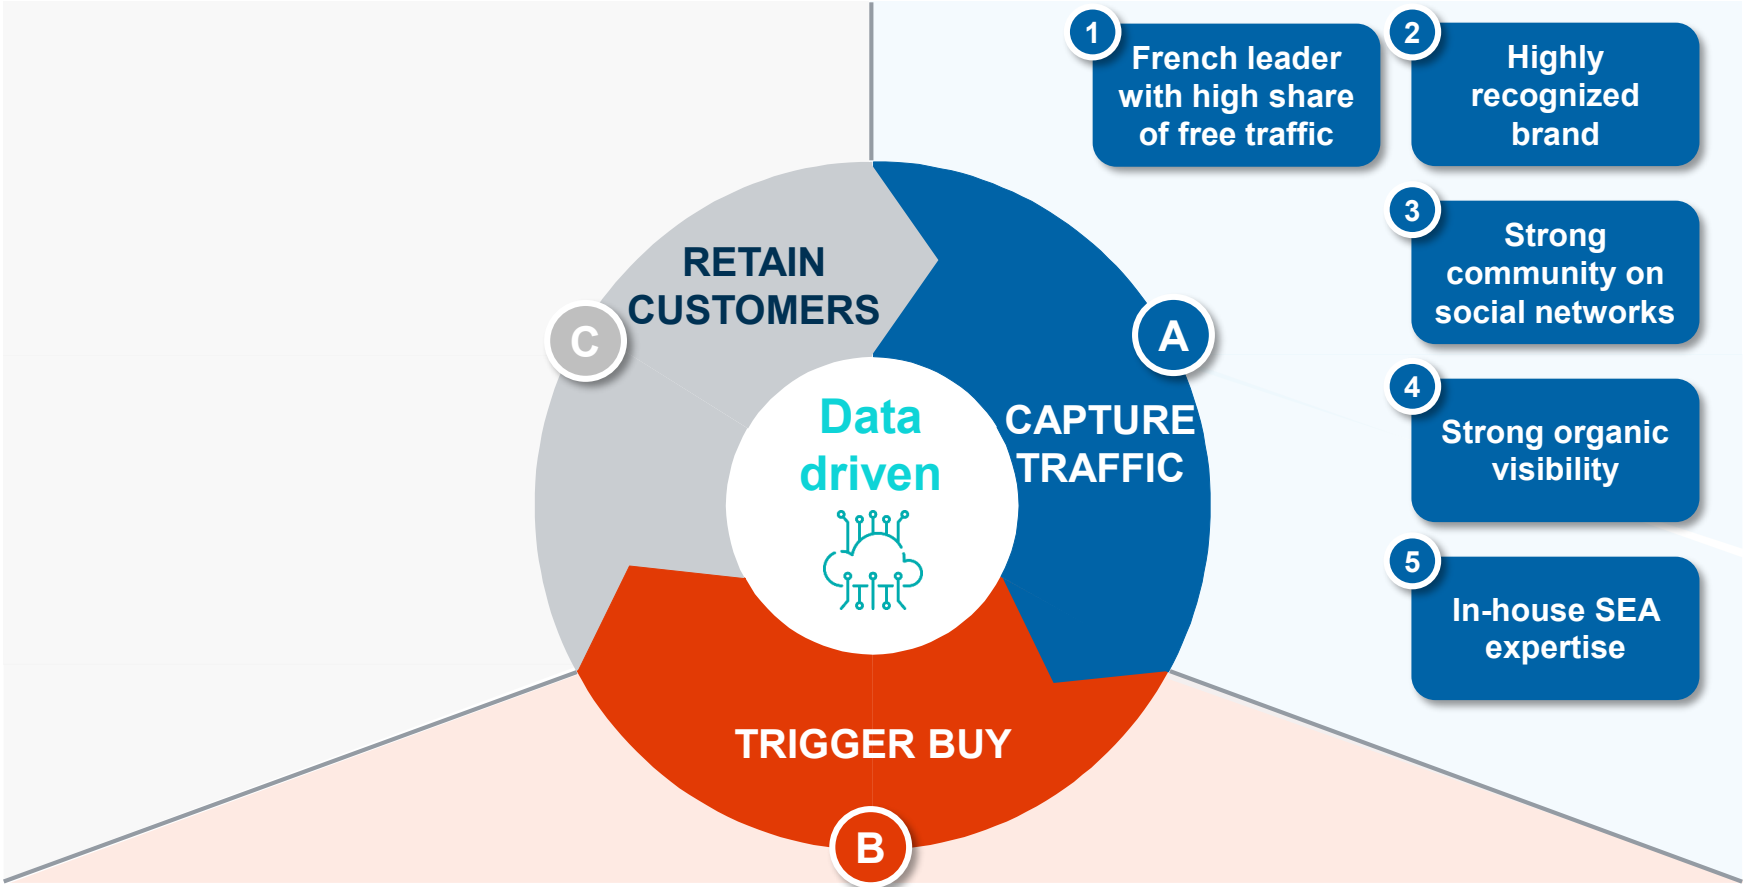 1
French leader
with high share
of free traffic
2
Highly
recognized
brand
3
Strong
community on
social networks
4
Strong organic
visibility
5
In-house SEA
expertise
A
CAPTURE
TRAFFIC
B
TRIGGER BUY
C
RETAIN
CUSTOMERS
Data
driven